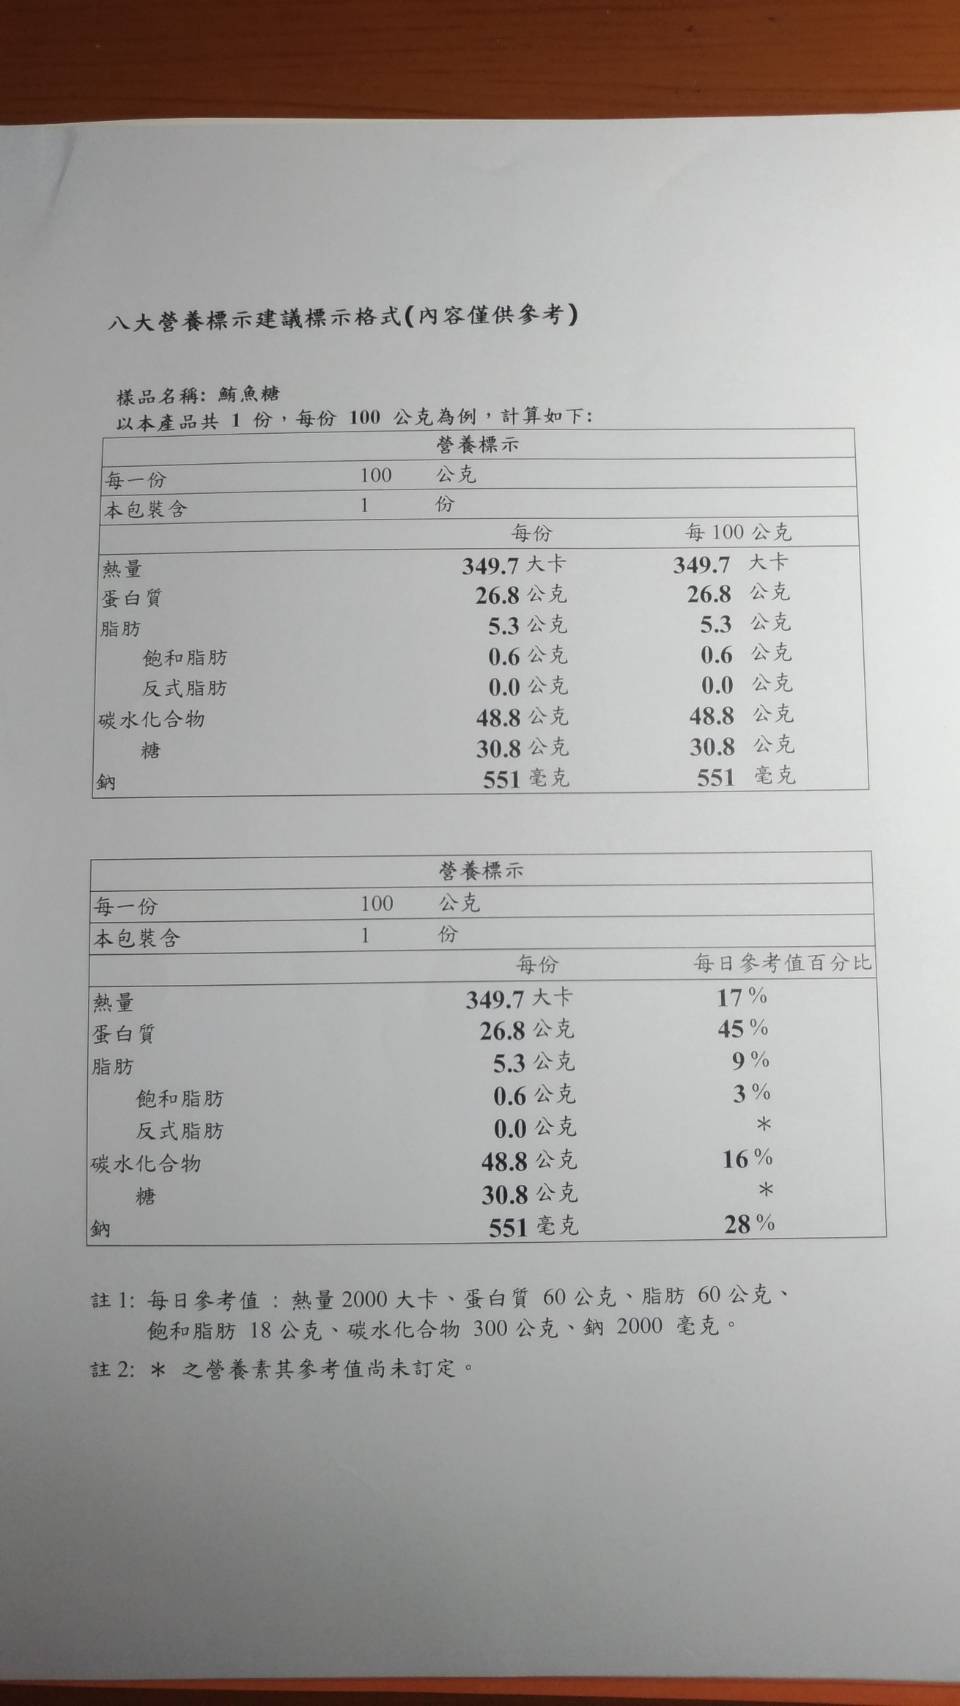 八大營養標示建議標示格式(內容僅供參考)
樣品名稱: 鮪魚糖
以本產品共 1 份，每份 100 公克為例，計算如下:
營養標示
每一份 100 公克
本包裝含 1 份
每份 每 100 公克
熱量 349.7 大卡 349.7 大卡
蛋白質 26.8 公克 26.8 公克
脂肪 5.3 公克 5.3 公克
飽和脂肪 0.6 公克 0.6 公克
反式脂肪 0.0 公克 0.0 公克
碳水化合物 48.8 公克 48.8 公克
糖 30.8 公克 30.8 公克
鈉 551 毫克 551 毫克
營養標示
每一份 100 公克
本包裝含 1 份
每份 每日參考值百分比
熱量 349.7 大卡 17 %
蛋白質 26.8 公克 45 %
脂肪 5.3 公克 9 %
飽和脂肪 0.6 公克 3 %
反式脂肪 0.0 公克 ＊
碳水化合物 48.8 公克 16 %
糖 30.8 公克 ＊
鈉 551 毫克 28 %
註 1: 每日參考值 : 熱量 2000 大卡、蛋白質 60 公克、脂肪 60 公克、
飽和脂肪 18 公克、碳水化合物 300 公克、鈉 2000 毫克。
註 2: ＊ 之營養素其參考值尚未訂定。